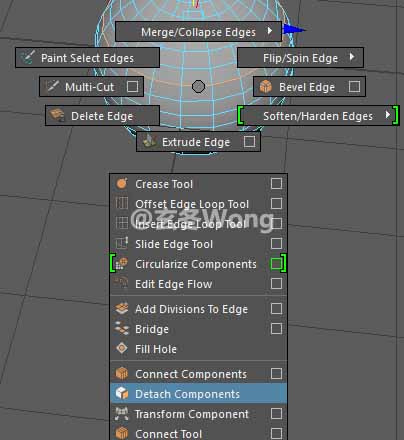 Merge/Collapse Edges
Paint Select Edges
Flip/Spin Edge
Multi-Cut
Bevel Edge
Delete Edge
Soften/Harden Edges
Extrude Edge
Crease Tool
Offset Edge Loop Tool
@玄冬Wong
Insert Edge Loop Tool
Slide Edge Tool
Circularize Components
Edit Edge Flow
Add Divisions To Edge
Bridge
Fill Hole
Connect Components
Detach Components
Transform Component
Connect Tool